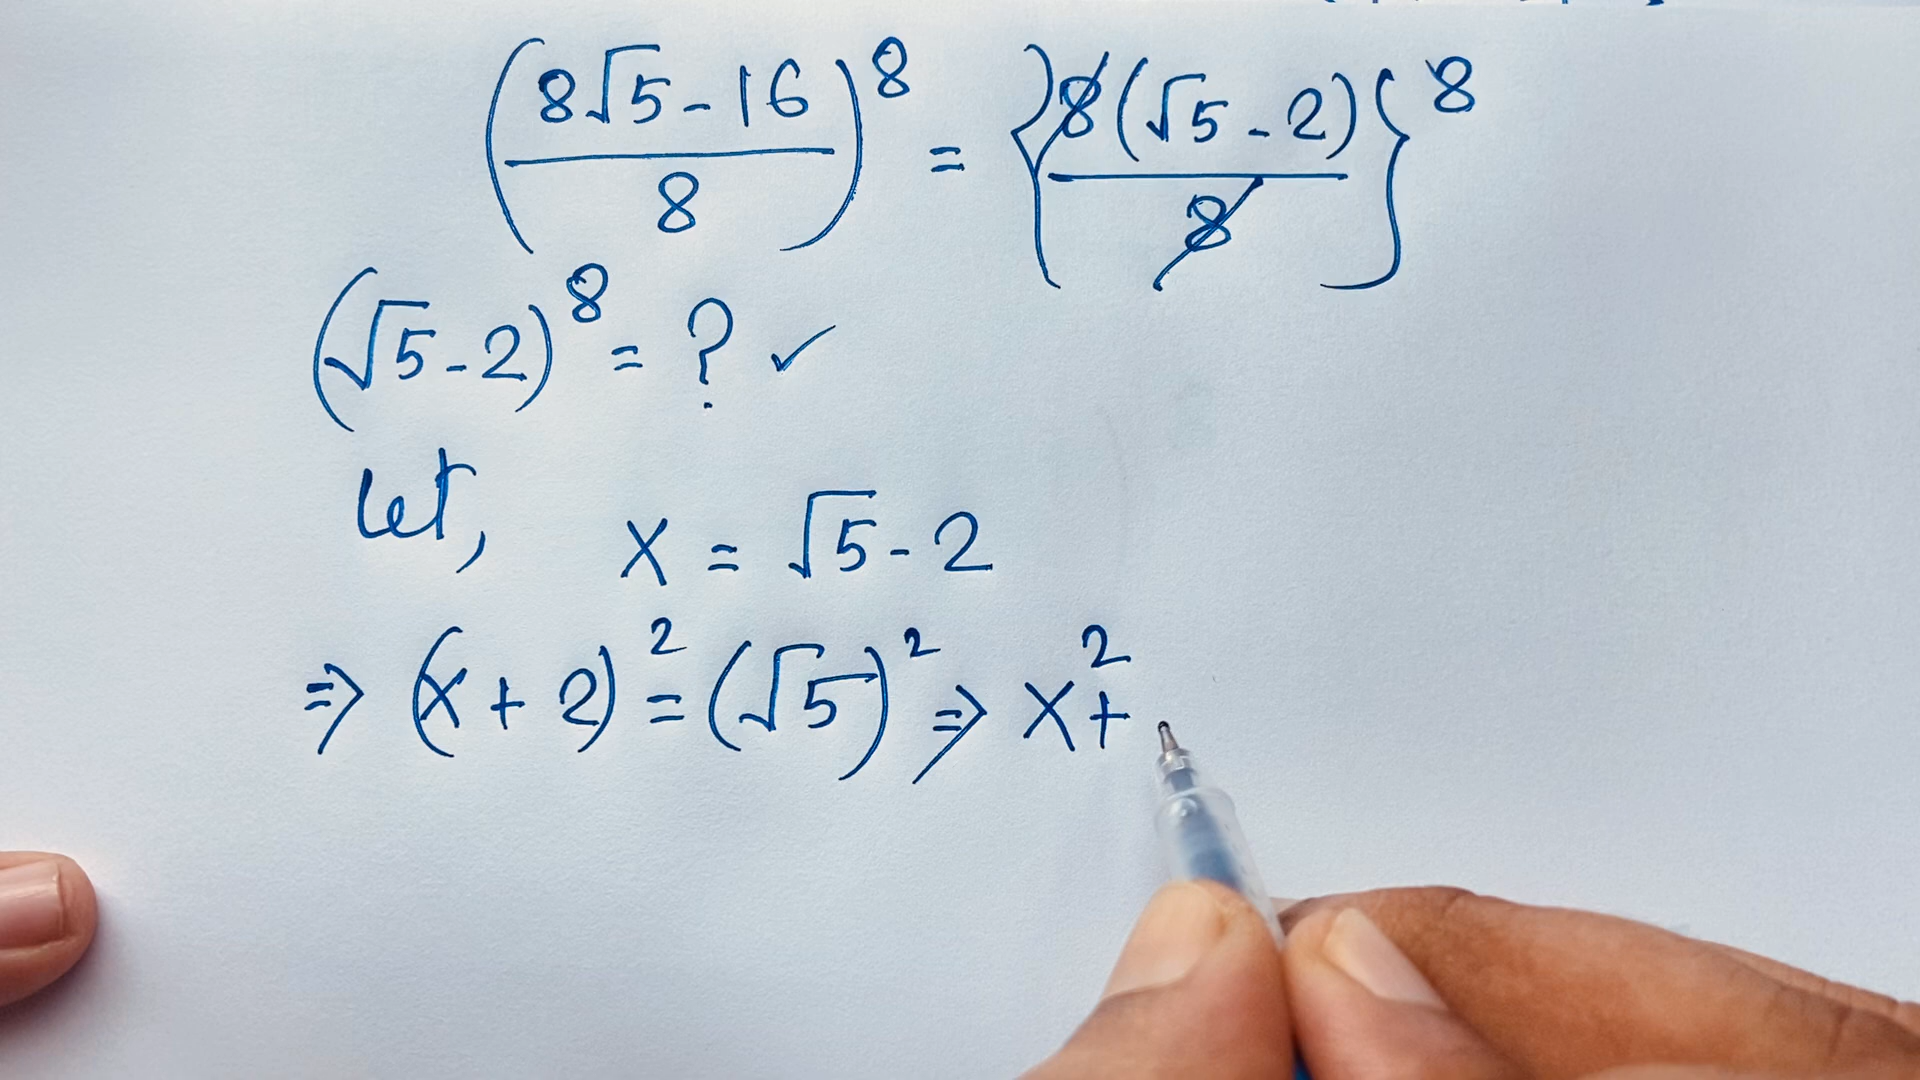 (8√5-16/8)^8 = {8(√5-2)/8}^8
(√5-2)^8 = ? ✓
Let, x = √5-2
⇒ (x+2)^2 = (√5)^2 ⇒ x^2+